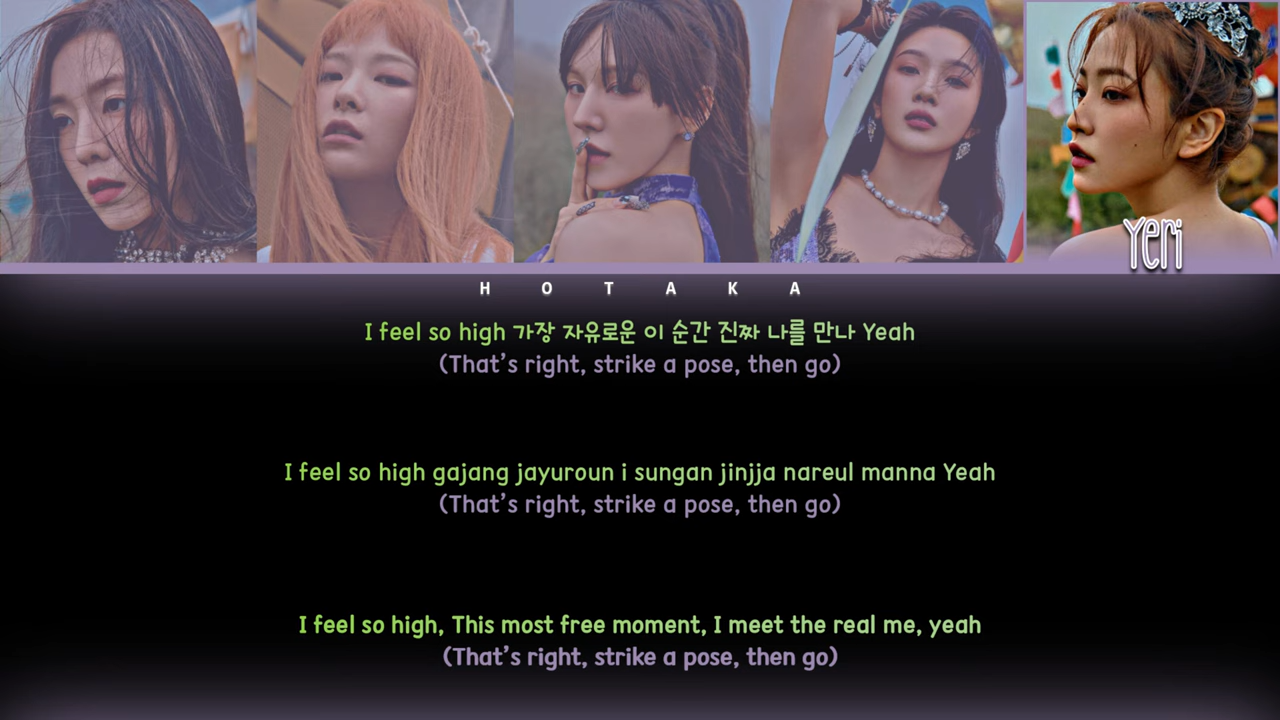 Yeri
H O T A K A
I feel so high 가장 자유로운 이 순간 진짜 나를 만나 Yeah
(That's right, strike a pose, then go)
I feel so high gajang jayuroun i sungan jinjja nareul manna Yeah
(That's right, strike a pose, then go)
I feel so high, This most free moment, I meet the real me, yeah
(That's right, strike a pose, then go)